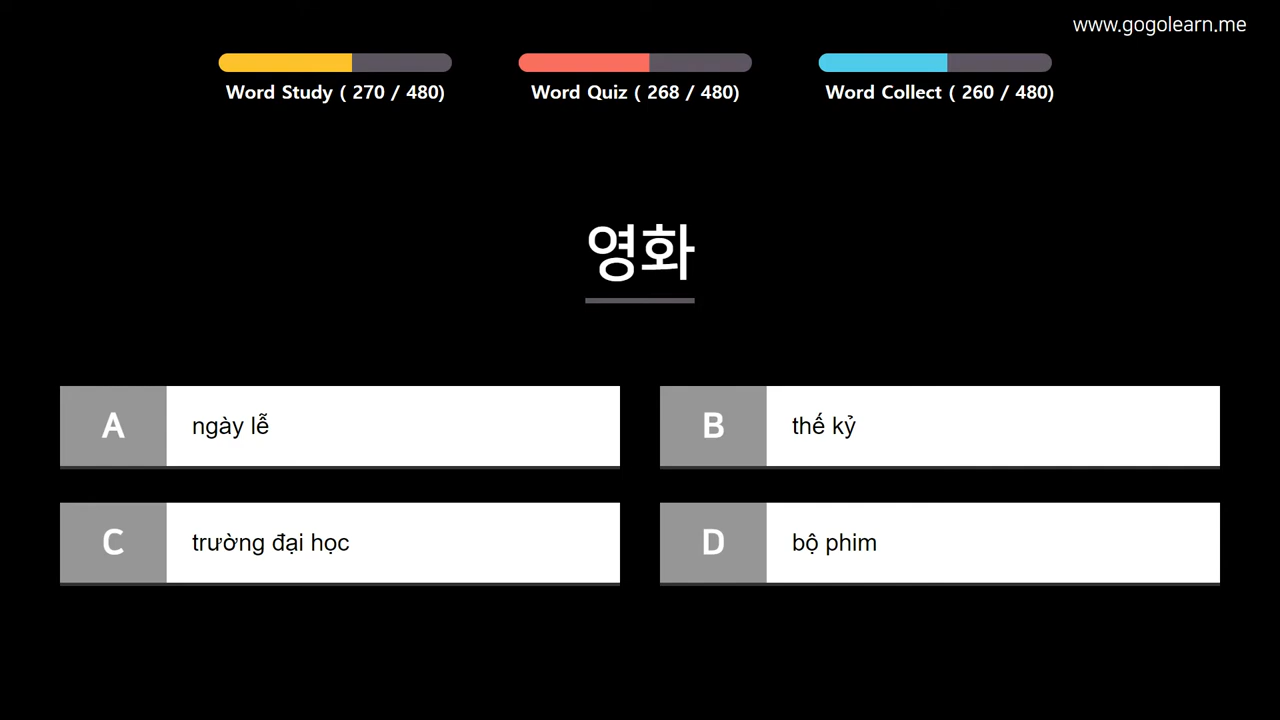 www.gogolearn.me
Word Study ( 270 / 480)
Word Quiz ( 268 / 480)
Word Collect ( 260 / 480)
영화
A
ngày lễ
B
thế kỷ
C
trường đại học
D
bộ phim